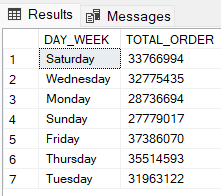 Results Messages
DAY_WEEK TOTAL_ORDER
1 Saturday 33766994
2 Wednesday 32775435
3 Monday 28736694
4 Sunday 27779017
5 Friday 37386070
6 Thursday 35514593
7 Tuesday 31963122